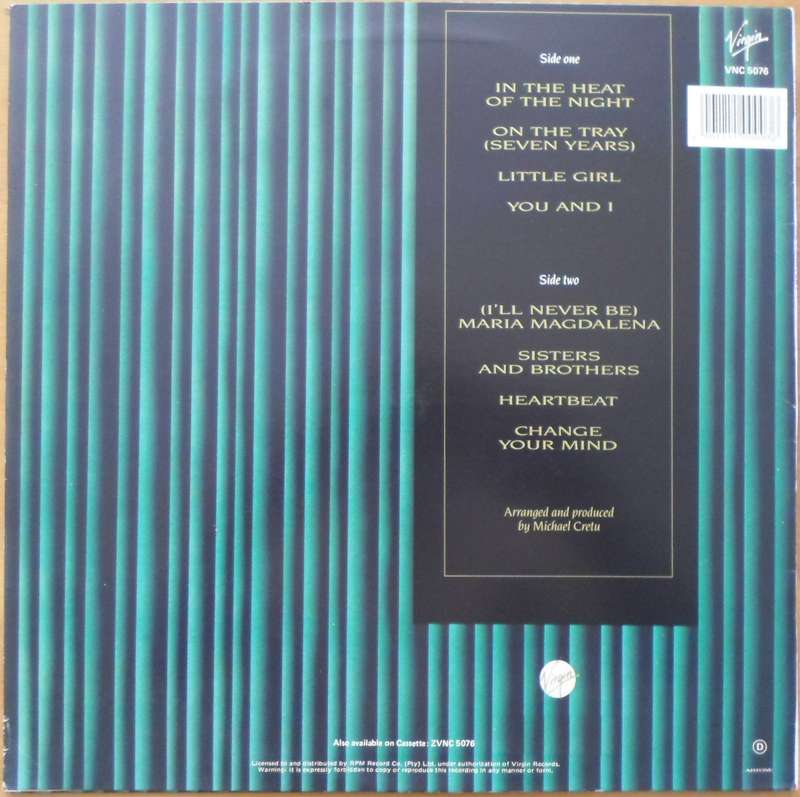 Side one
IN THE HEAT
OF THE NIGHT
ON THE TRAY
(SEVEN YEARS)
LITTLE GIRL
YOU AND I
Side two
(I'LL NEVER BE)
MARIA MAGDALENA
SISTERS
AND BROTHERS
HEARTBEAT
CHANGE
YOUR MIND
Arranged and produced
by Michael Cretu
Virgin
VNC 5076
Virgin
Also available on Cassette: ZVNC 5076
Licensed to and distributed by RPM Record Co. (Pty) Ltd. under authorization of Virgin Records.
Warning: It is expressly forbidden to copy or reproduce this recording in any manner or form.
D